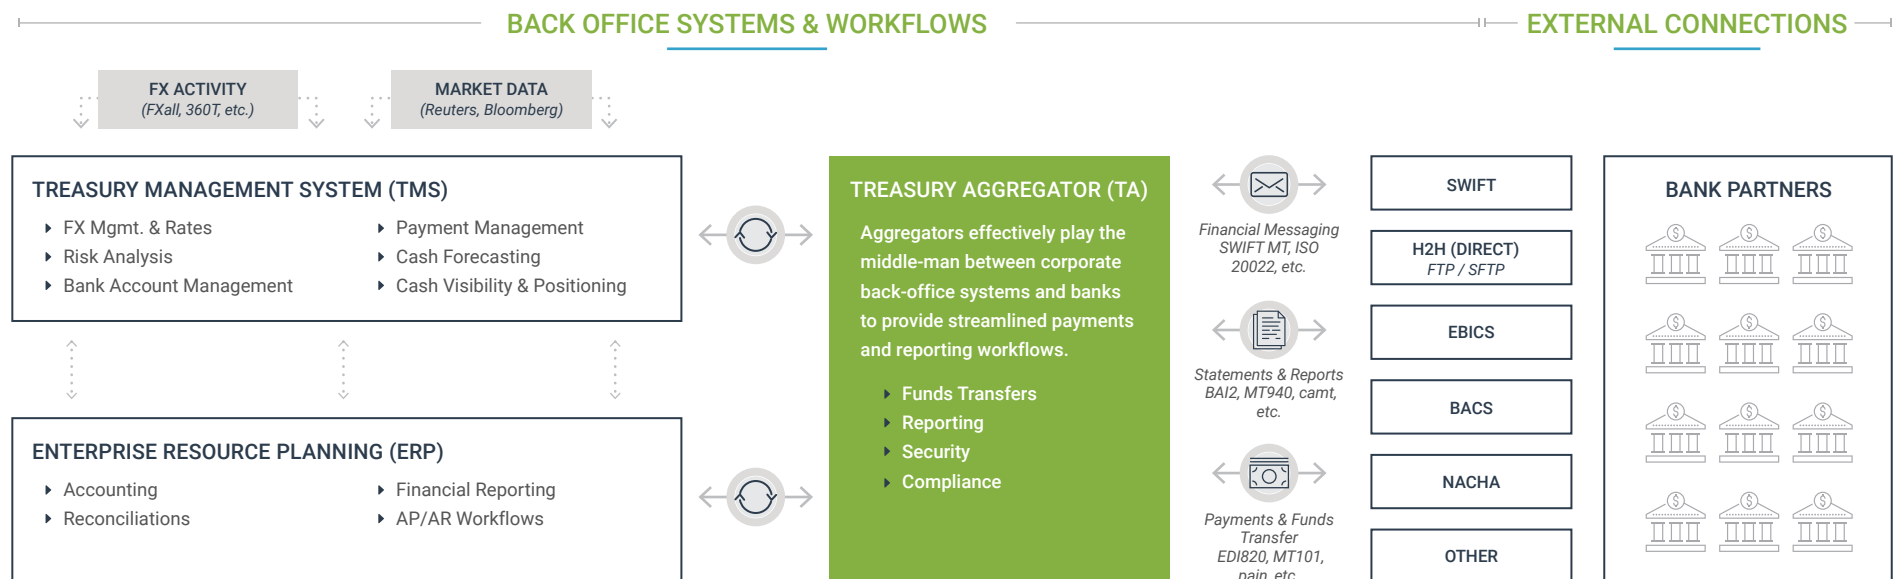 BACK OFFICE SYSTEMS & WORKFLOWS
EXTERNAL CONNECTIONS
FX ACTIVITY
(FXall, 360T, etc.)
MARKET DATA
(Reuters, Bloomberg)
TREASURY MANAGEMENT SYSTEM (TMS)
FX Mgmt. & Rates
Risk Analysis
Bank Account Management
Payment Management
Cash Forecasting
Cash Visibility & Positioning
ENTERPRISE RESOURCE PLANNING (ERP)
Accounting
Reconciliations
Financial Reporting
AP/AR Workflows
TREASURY AGGREGATOR (TA)
Aggregators effectively play the
middle-man between corporate
back-office systems and banks
to provide streamlined payments
and reporting workflows.
Funds Transfers
Reporting
Security
Compliance
Financial Messaging
SWIFT MT, ISO
20022, etc.
Statements & Reports
BAI2, MT940, camt,
etc.
Payments & Funds
Transfer
EDI820, MT101,
pain, etc.
SWIFT
H2H (DIRECT)
FTP / SFTP
EBICS
BACS
NACHA
OTHER
BANK PARTNERS